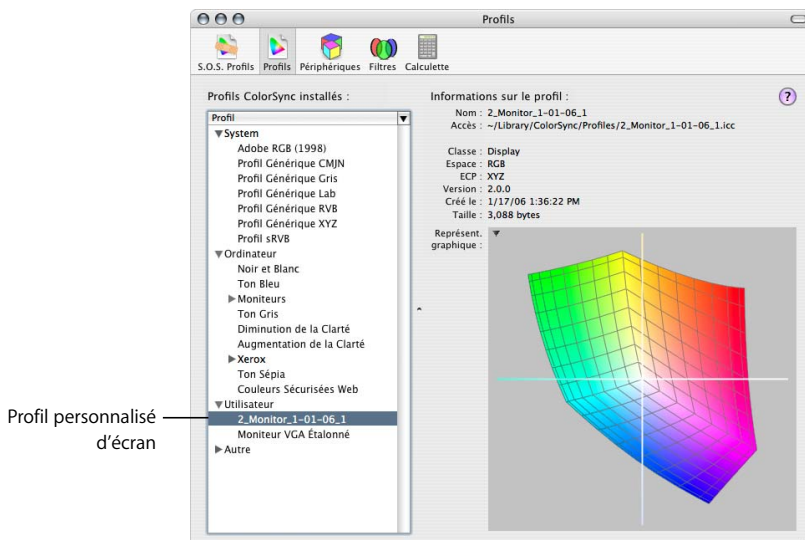 Profils
S.O.S. Profils Profils Périphériques Filtres Calculette
Profils ColorSync installés :
Profil
System
Adobe RGB (1998)
Profil Générique CMJN
Profil Générique Gris
Profil Générique Lab
Profil Générique RVB
Profil Générique XYZ
Profil sRVB
Ordinateur
Noir et Blanc
Ton Bleu
Moniteurs
Ton Gris
Diminution de la Clarté
Augmentation de la Clarté
Xerox
Ton Sépia
Couleurs Sécurisées Web
Utilisateur
2_Monitor_1-01-06_1
Moniteur VGA Étalonné
Autre
Profil personnalisé
d'écran
Informations sur le profil :
?
Nom : 2_Monitor_1-01-06_1
Accès : ~/Library/ColorSync/Profiles/2_Monitor_1-01-06_1.icc
Classe : Display
Espace : RGB
ECP : XYZ
Version : 2.0.0
Créé le : 1/17/06 1:36:22 PM
Taille : 3,088 bytes
Représent.
graphique :